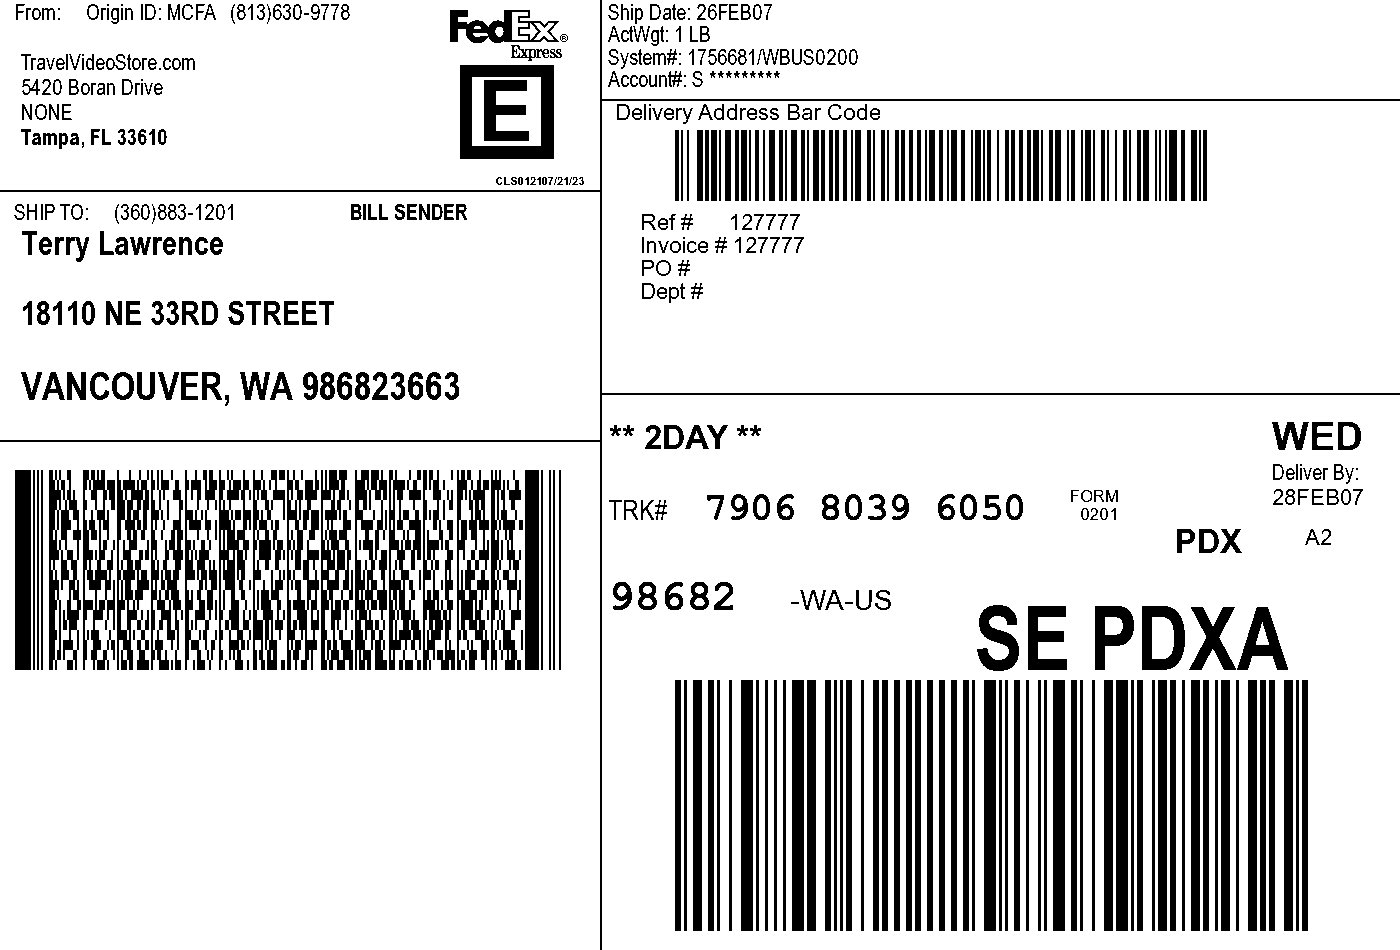 From: Origin ID: MCFA (813)630-9778
TravelVideoStore.com
5420 Boran Drive
NONE
Tampa, FL 33610
FedEx®
Express
E
CLS012107/21/23
SHIP TO: (360)883-1201 BILL SENDER
Terry Lawrence
18110 NE 33RD STREET
VANCOUVER, WA 986823663
Ship Date: 26FEB07
ActWgt: 1 LB
System#: 1756681/WBUS0200
Account#: S *********
Delivery Address Bar Code
Ref # 127777
Invoice # 127777
PO #
Dept #
** 2DAY **
WED
Deliver By:
28FEB07
TRK# 7906 8039 6050 FORM
0201
PDX A2
98682 -WA-US
SE PDXA